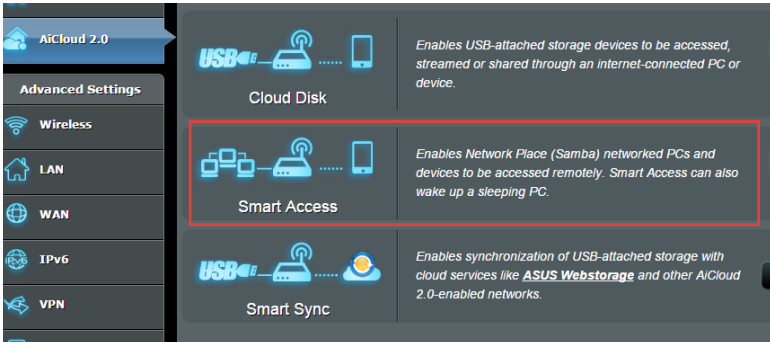 AiCloud 2.0
Advanced Settings
Wireless
LAN
WAN
IPv6
IPv6
VPN
USB
Cloud Disk
Enables USB-attached storage devices to be accessed,
streamed or shared through an internet-connected PC or
device.
Smart Access
Enables Network Place (Samba) networked PCs and
devices to be accessed remotely. Smart Access can also
wake up a sleeping PC.
USB
Smart Sync
Enables synchronization of USB-attached storage with
cloud services like ASUS Webstorage and other AiCloud
2.0-enabled networks.